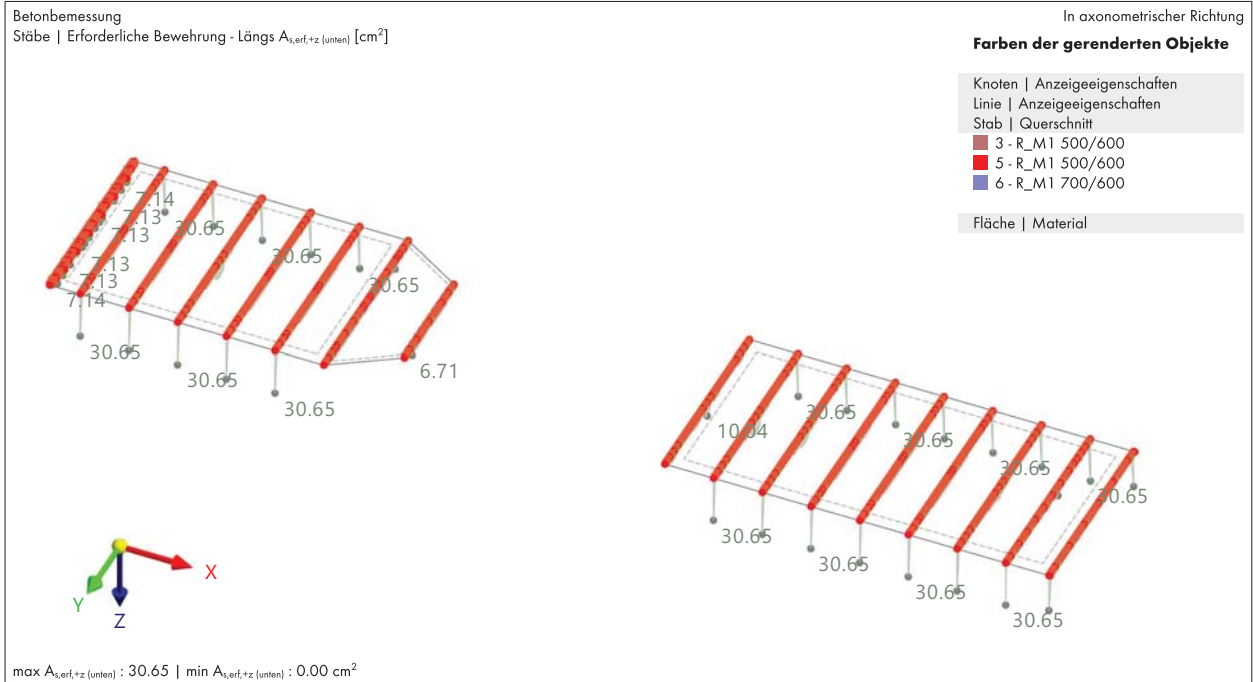 Betonbemessung
Stäbe | Erforderliche Bewehrung - Längs As,erf,+z (unten) [cm²]
In axonometrischer Richtung
Farben der gerenderten Objekte
Knoten | Anzeigeeigenschaften
Linie | Anzeigeeigenschaften
Stab | Querschnitt
3 - R_M1 500/600
5 - R_M1 500/600
6 - R_M1 700/600
Fläche | Material
7.14
7.13
7.13
7.13
7.13
7.14
30.65
30.65
30.65
30.65
30.65
30.65
6.71
10.04
30.65
30.65
30.65
30.65
30.65
30.65
30.65
30.65
X
Y
Z
max As,erf,+z (unten) : 30.65 | min As,erf,+z (unten) : 0.00 cm²